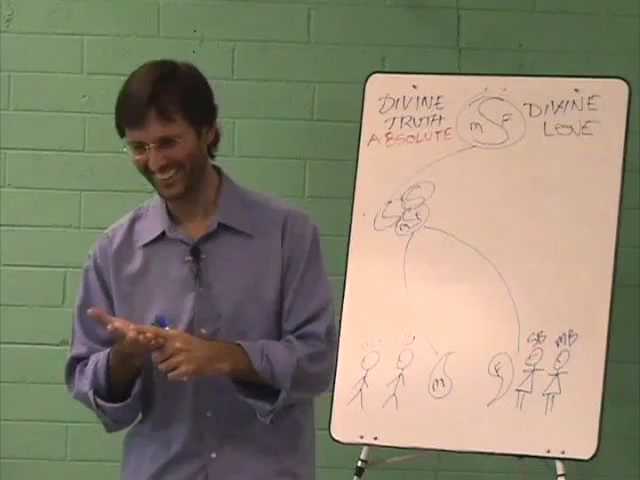 DIVINE
TRUTH
ABSOLUTE
m F
DIVINE
LOVE
m
f
SB
MB